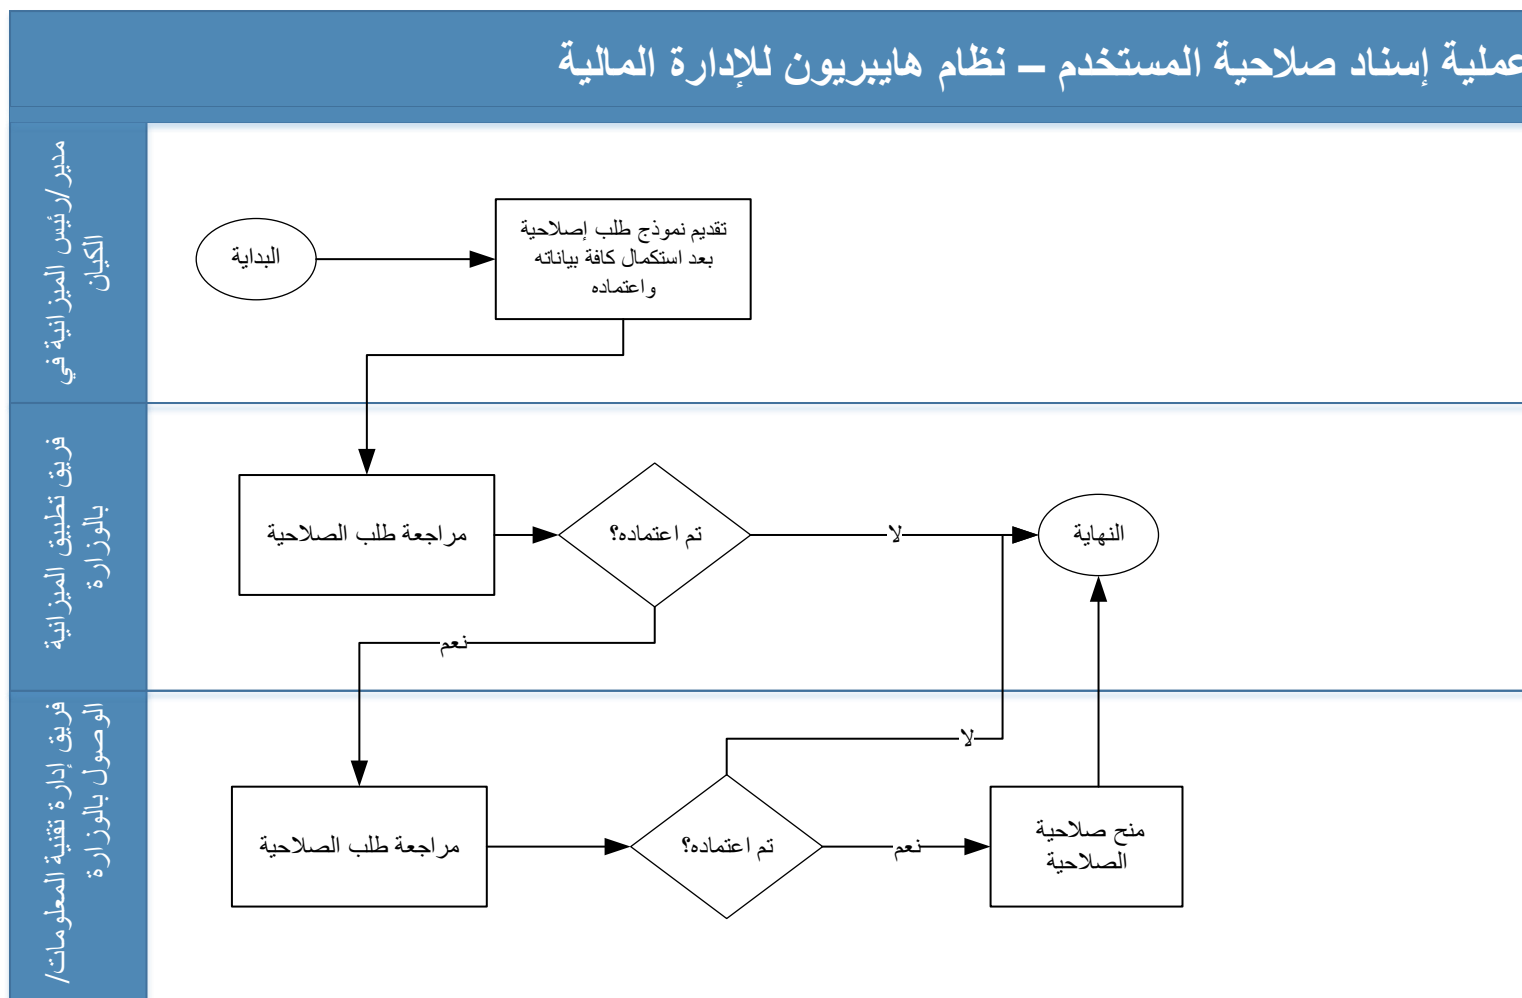 عملية إسناد صلاحية المستخدم – نظام هايبريون للإدارة المالية
مدير/رئيس الميزانية في
الكيان
البداية
تقديم نموذج طلب إصلاحية
بعد استكمال كافة بياناته
واعتماده
فريق تطبيق الميزانية
بالوزارة
مراجعة طلب الصلاحية
تم اعتماده؟
لا
النهاية
نعم
فريق إدارة تقنية المعلومات/
الوصول بالوزارة
مراجعة طلب الصلاحية
تم اعتماده؟
لا
نعم
منح صلاحية
الصلاحية